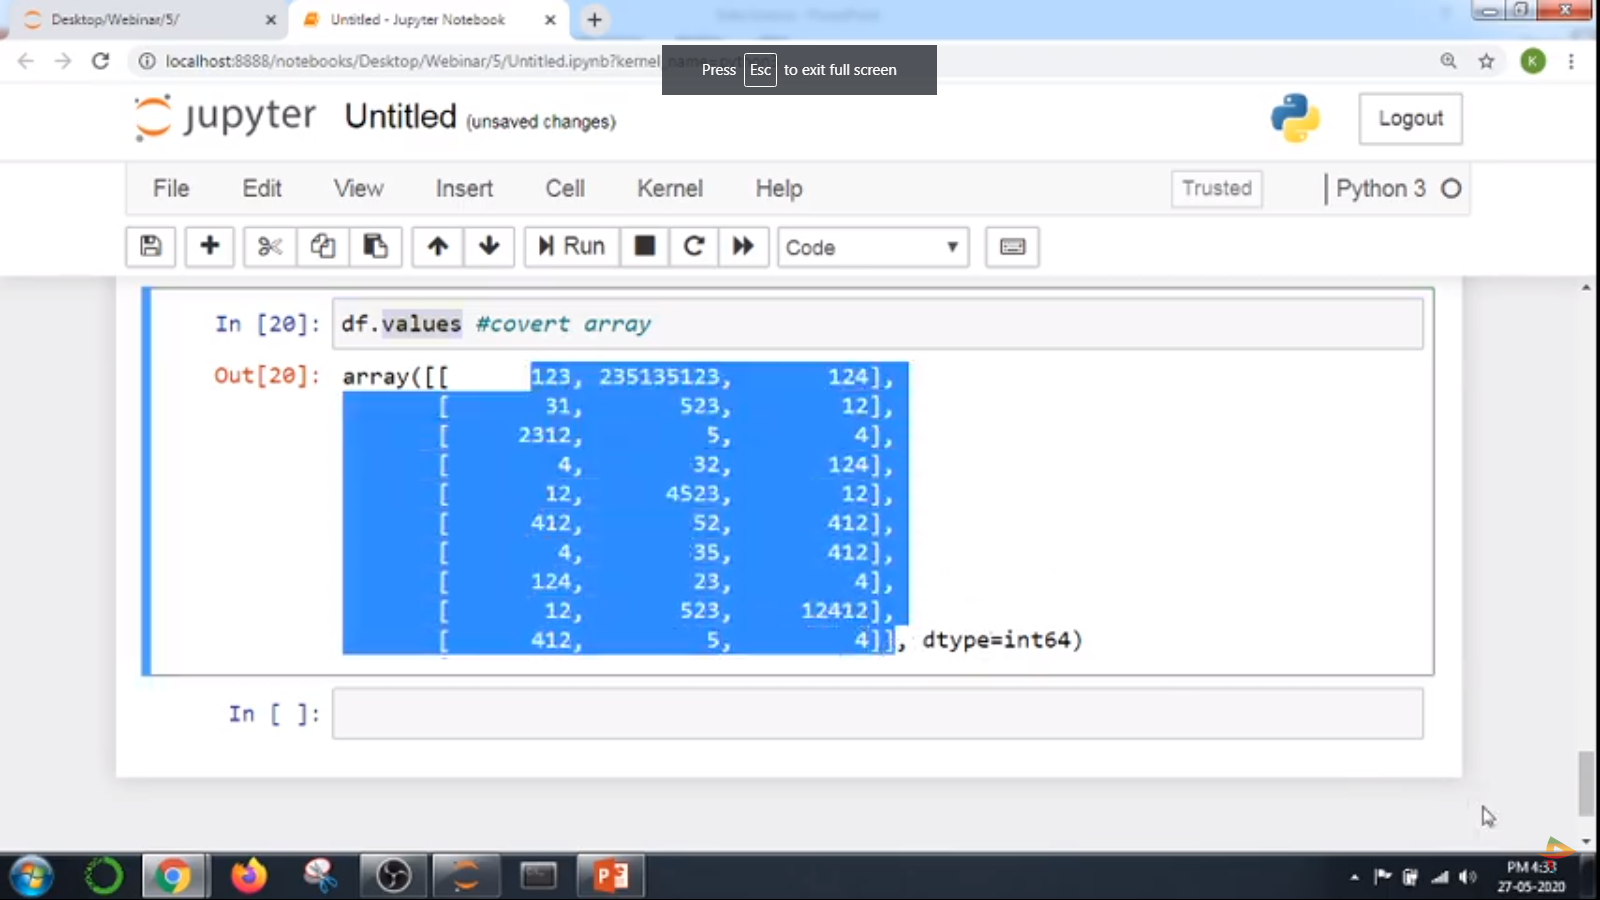 Desktop/Webinar/5/
Untitled - Jupyter Notebook
localhost:8888/notebooks/Desktop/Webinar/5/Untitled.ipynb?kernel_
Press Esc to exit full screen
K
jupyter Untitled (unsaved changes)
Logout
File Edit View Insert Cell Kernel Help
Trusted
Python 3
Run
Code
In [20]: df.values #covert array
Out[20]: array([[ 123, 235135123, 124],
[ 31, 523, 12],
[ 2312, 5, 4],
[ 4, 32, 124],
[ 12, 4523, 12],
[ 412, 52, 412],
[ 4, 35, 412],
[ 124, 23, 4],
[ 12, 523, 12412],
[ 412, 5, 4]], dtype=int64)
In [ ]:
PM 4:33
27-05-2020